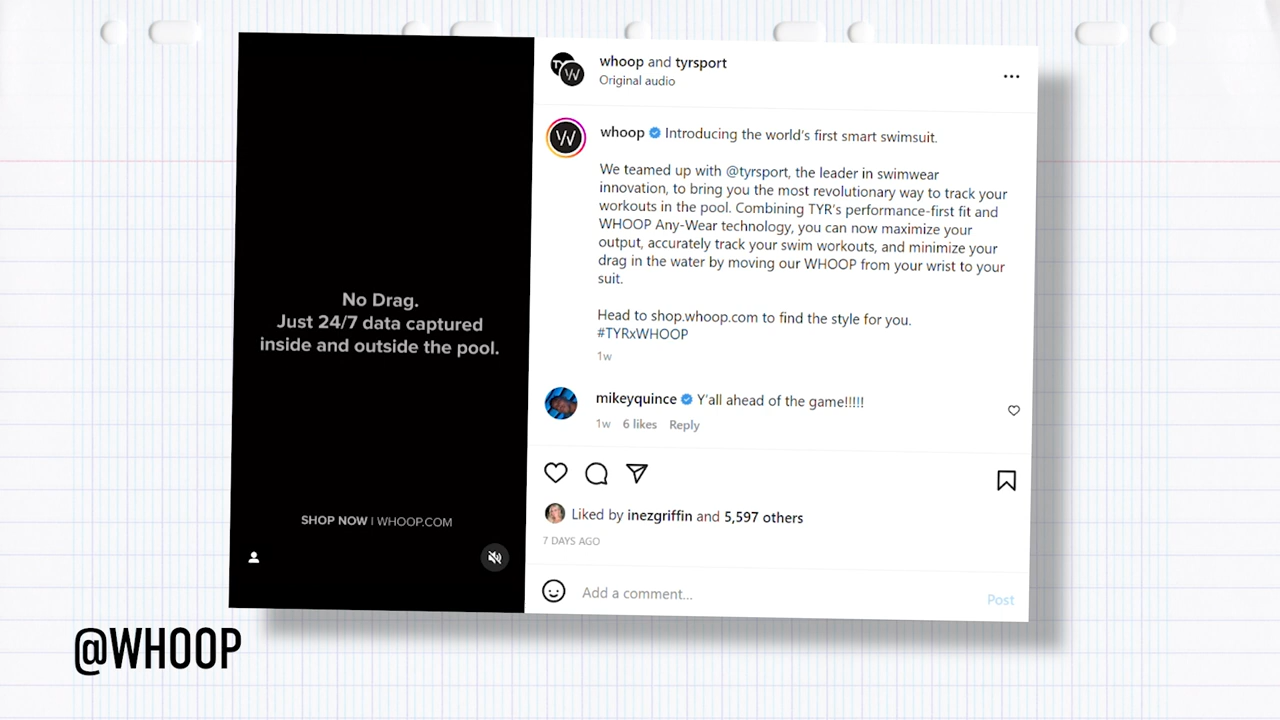 No Drag.
Just 24/7 data captured
inside and outside the pool.
SHOP NOW | WHOOP.COM
whoop and tyrsport
Original audio
whoop Introducing the world's first smart swimsuit.
We teamed up with @tyrsport, the leader in swimwear
innovation, to bring you the most revolutionary way to track your
workouts in the pool. Combining TYR's performance-first fit and
WHOOP Any-Wear technology, you can now maximize your
output, accurately track your swim workouts, and minimize your
drag in the water by moving our WHOOP from your wrist to your
suit.
Head to shop.whoop.com to find the style for you.
#TYRxWHOOP
1w
mikeyquince Y'all ahead of the game!!!!!
1w 6 likes Reply
Liked by inezgriffin and 5,597 others
7 DAYS AGO
Add a comment... Post
@WHOOP